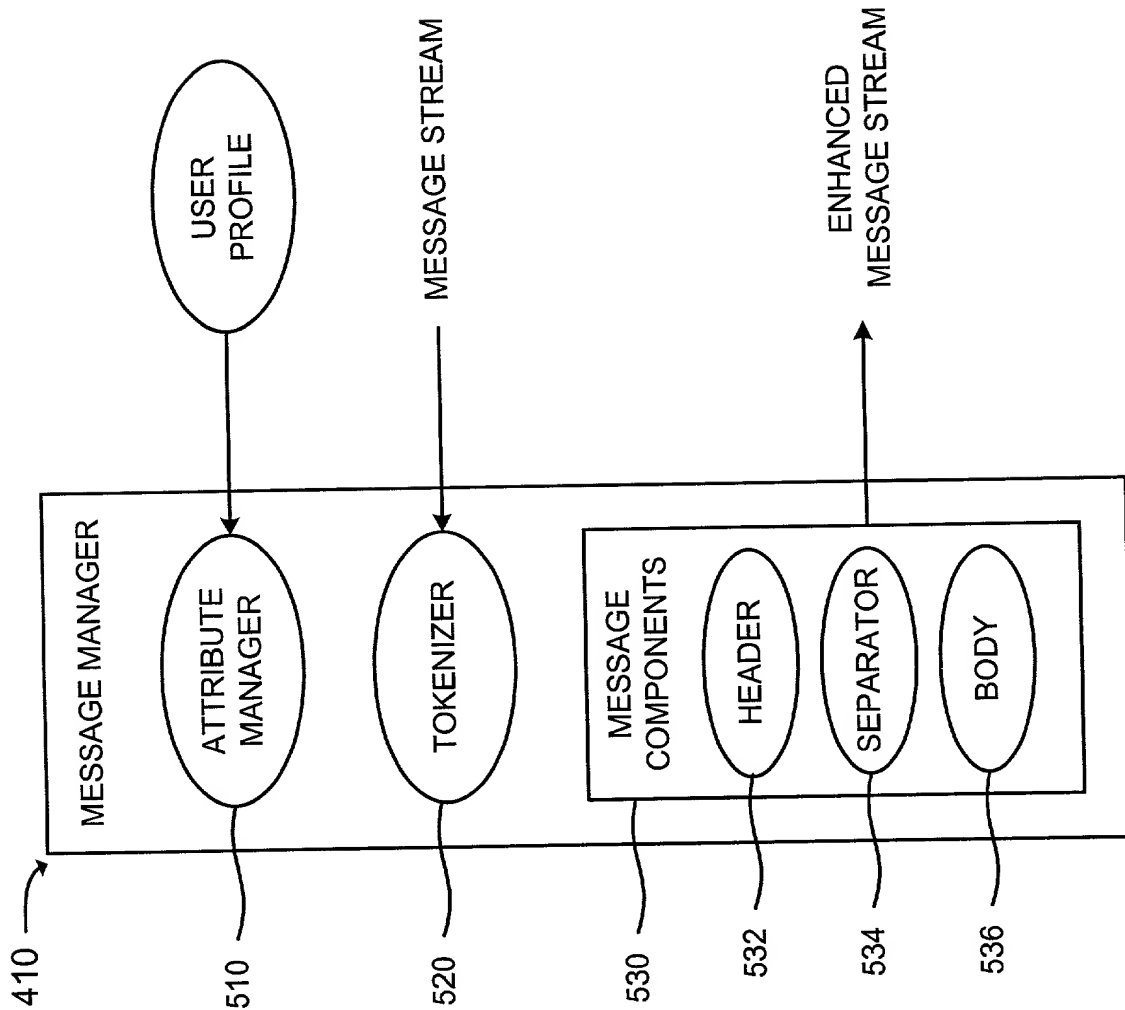 410
MESSAGE MANAGER
510
ATTRIBUTE
MANAGER
USER
PROFILE
520
TOKENIZER
MESSAGE STREAM
530
MESSAGE
COMPONENTS
532
HEADER
534
SEPARATOR
536
BODY
ENHANCED
MESSAGE STREAM